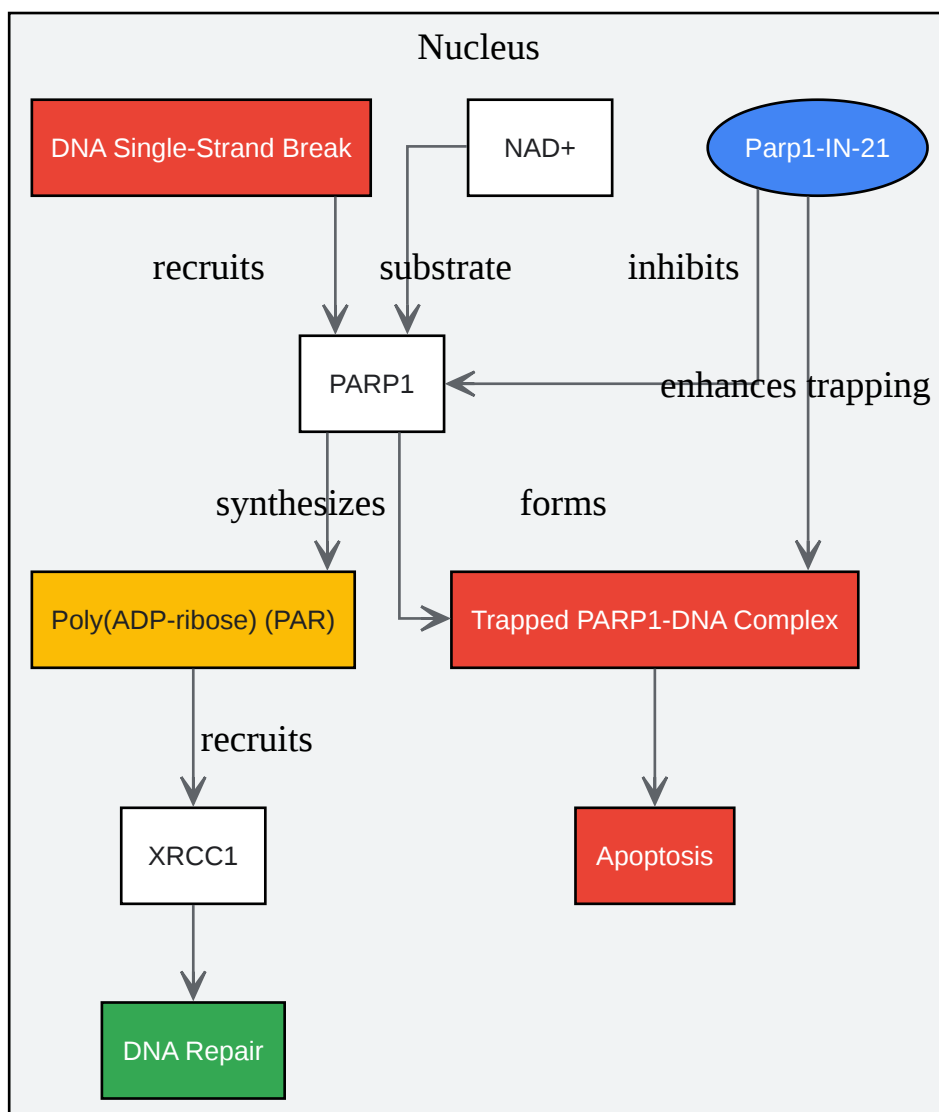 Nucleus
DNA Single-Strand Break
NAD+
Parp1-IN-21
recruits
substrate
inhibits
PARP1
enhances trapping
synthesizes
forms
Poly(ADP-ribose) (PAR)
Trapped PARP1-DNA Complex
recruits
XRCC1
Apoptosis
DNA Repair